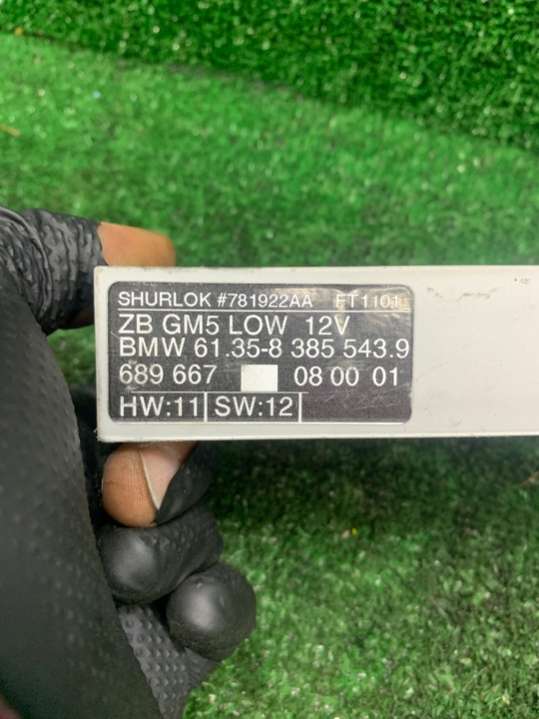 SHURLOK #781922AA FT1101
ZB GM5 LOW 12V
BMW 61.35-8 385 543.9
689 667 08 00 01
HW:11 SW:12